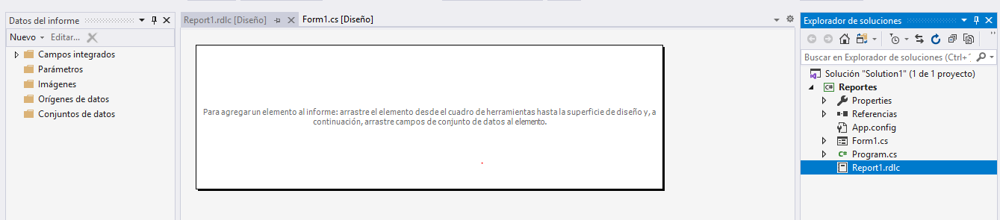 Datos del informe
Nuevo
Editar...
Campos integrados
Parámetros
Imágenes
Orígenes de datos
Conjuntos de datos
Report1.rdlc [Diseño]
Form1.cs [Diseño]
Para agregar un elemento al informe: arrastre el elemento desde el cuadro de herramientas hasta la superficie de diseño y, a
continuación, arrastre campos de conjunto de datos al elemento.
Explorador de soluciones
Buscar en Explorador de soluciones (Ctrl+
Solución "Solution1" (1 de 1 proyecto)
C# Reportes
Properties
Referencias
App.config
Form1.cs
C# Program.cs
Report1.rdlc